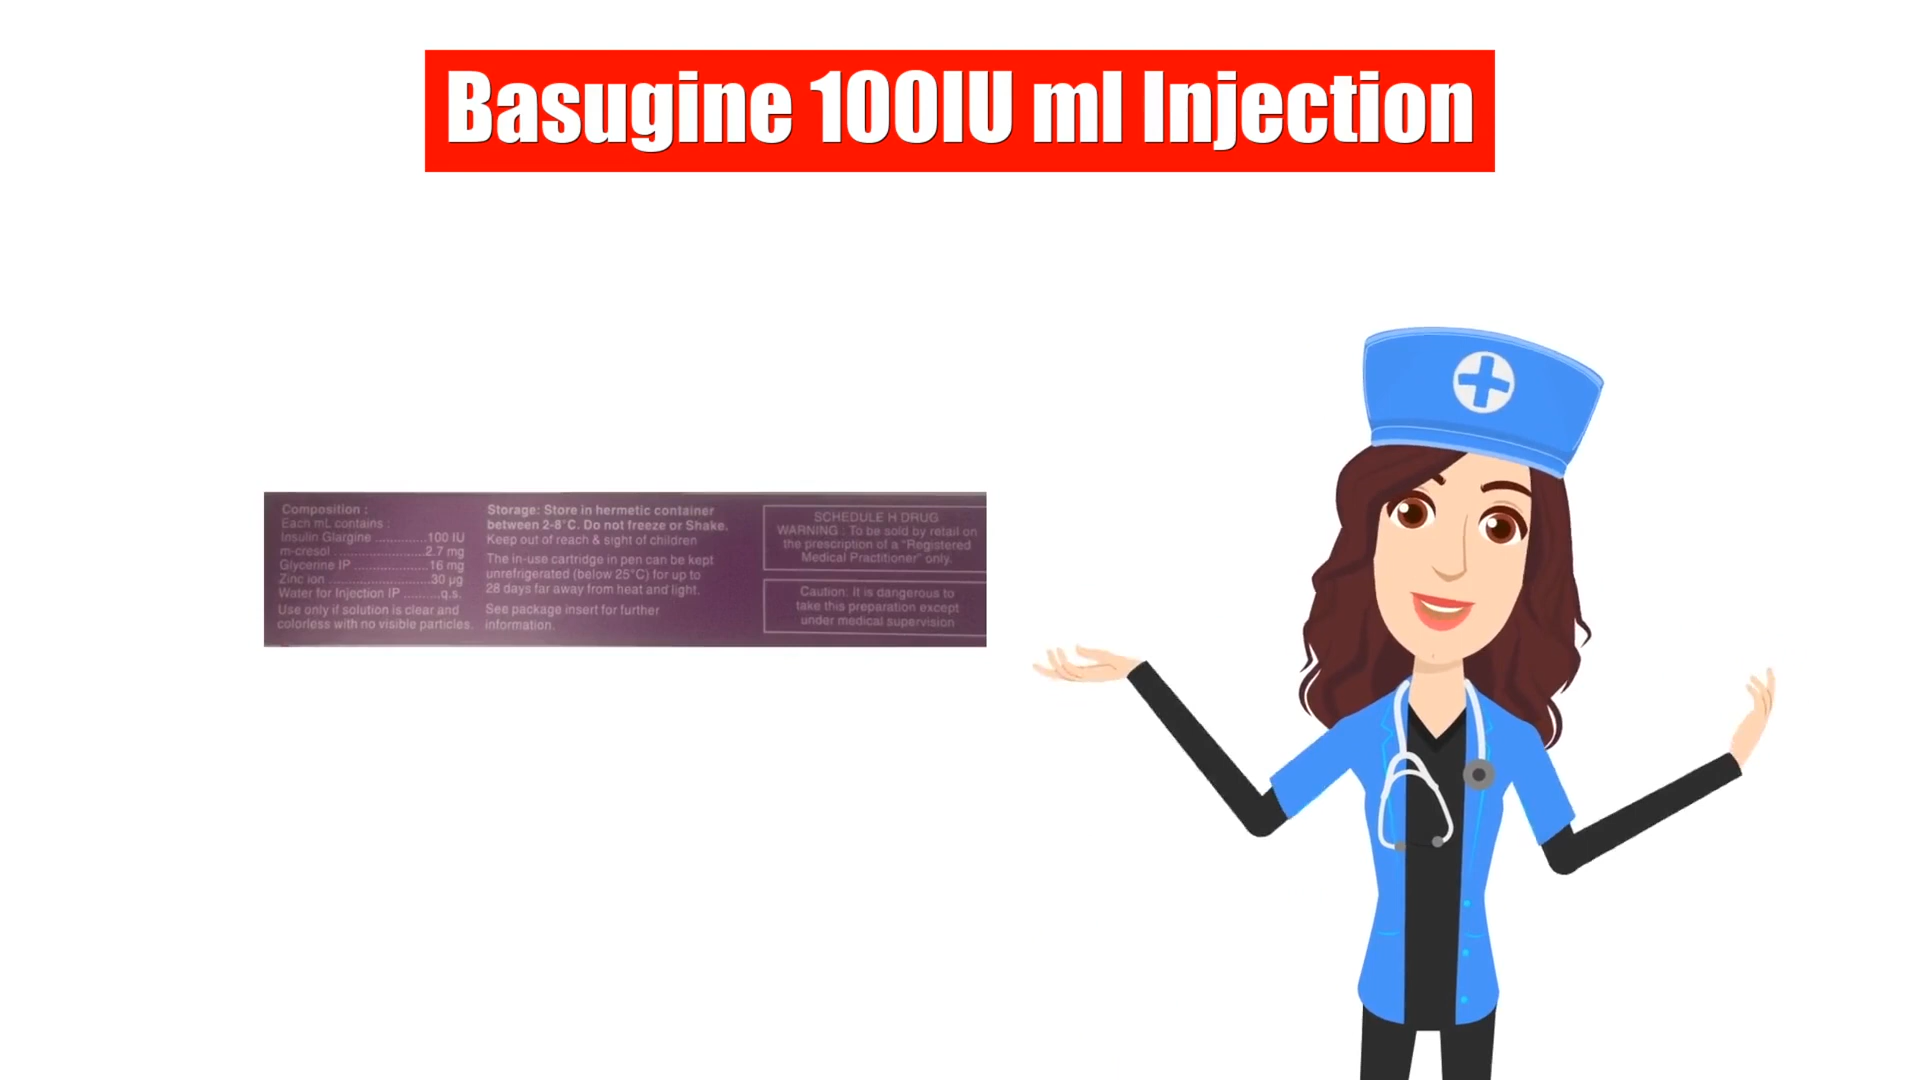 Basugine 100IU ml Injection
Composition :
Each mL contains :
Insulin Glargine ..............100 IU
m-cresol .........................2.7 mg
Glycerine IP ....................16 mg
Zinc ion ...........................30 µg
Water for Injection IP ..........q.s.
Use only if solution is clear and
colorless with no visible particles.
Storage: Store in hermetic container
between 2-8°C. Do not freeze or Shake.
Keep out of reach & sight of children
The in-use cartridge in pen can be kept
unrefrigerated (below 25°C) for up to
28 days far away from heat and light.
See package insert for further
information.
SCHEDULE H DRUG
WARNING : To be sold by retail on
the prescription of a "Registered
Medical Practitioner" only.
Caution: It is dangerous to
take this preparation except
under medical supervision